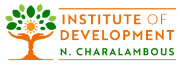 INSTITUTE OF
DEVELOPMENT
N. CHARALAMBOUS